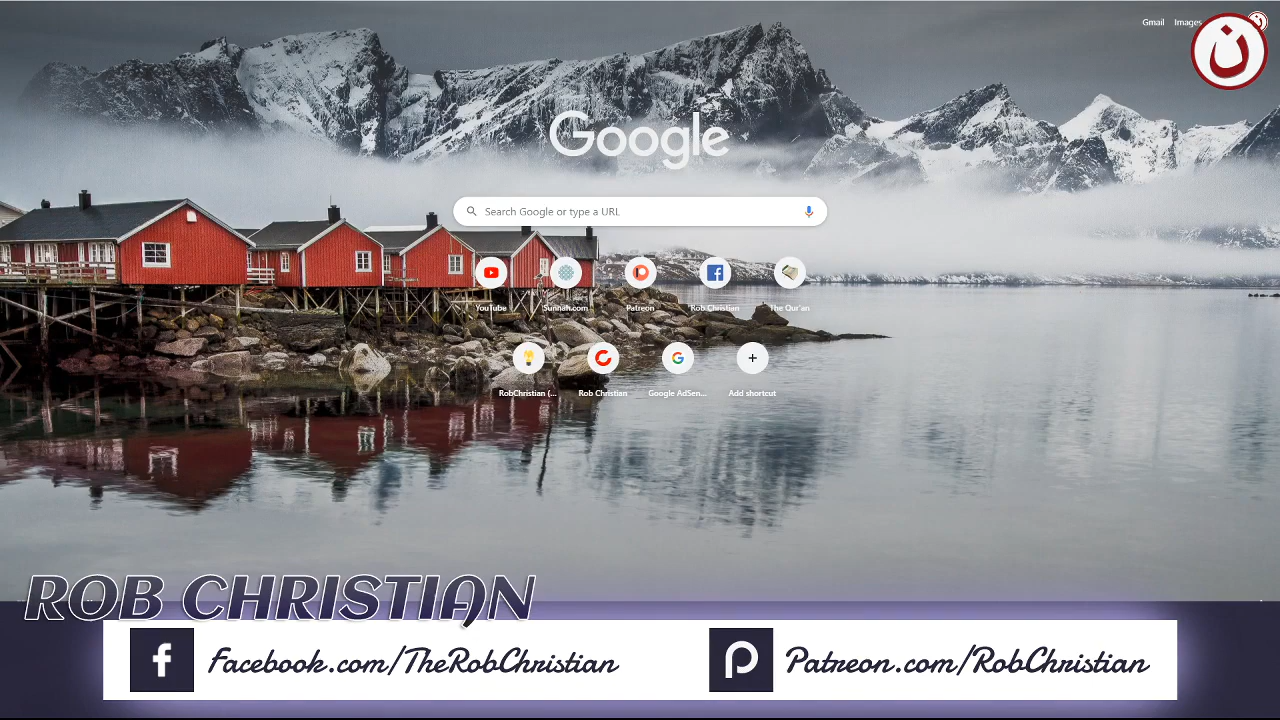 Gmail Images
ن
Google
Search Google or type a URL
YouTube Sunnah.com Patreon Rob Christian The Qur'an
RobChristian (... Rob Christian Google AdSen... Add shortcut
ROB CHRISTIAN
Facebook.com/TheRobChristian
Patreon.com/RobChristian